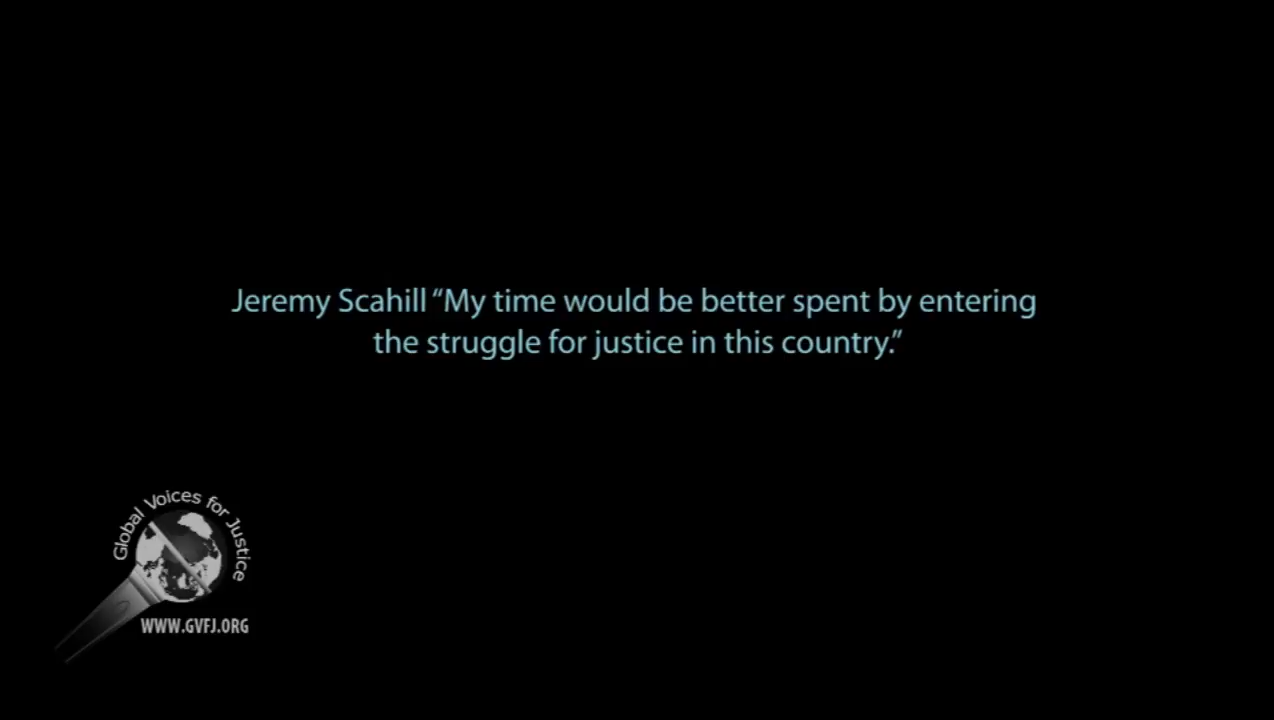 Jeremy Scahill “My time would be better spent by entering
the struggle for justice in this country.”
Global Voices for Justice
WWW.GVFJ.ORG